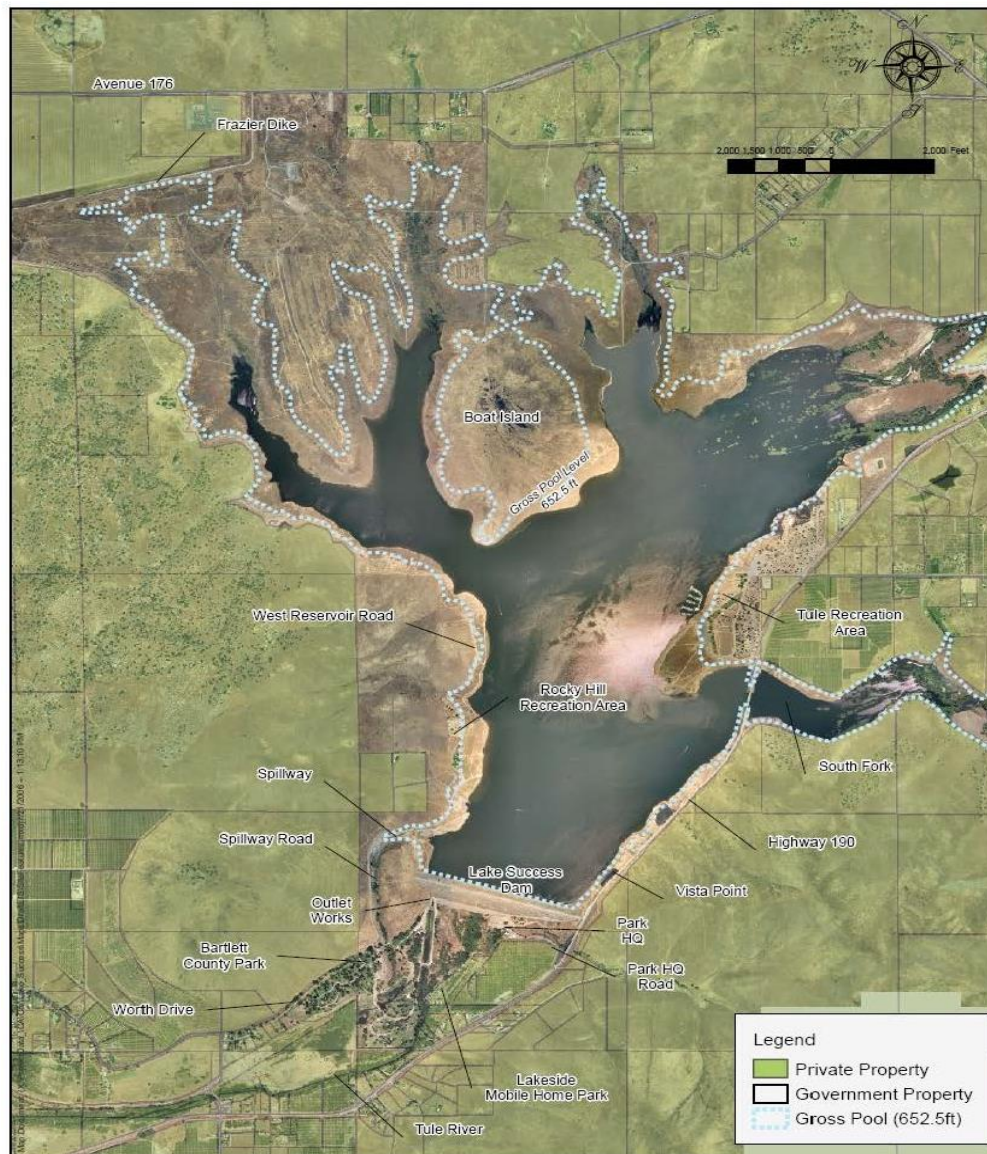 Avenue 176
Frazier Dike
N
2,000 1,500 1,000 500 0 2,000 Feet
Boat Island
Gross Pool Level
652.5 ft
West Reservoir Road
Tule Recreation
Area
Rocky Hill
Recreation Area
South Fork
Spillway
Spillway Road
Highway 190
Lake Success
Dam
Vista Point
Outlet
Works
Park
HQ
Bartlett
County Park
Park HQ
Road
Worth Drive
Lakeside
Mobile Home Park
Tule River
Legend
Private Property
Government Property
Gross Pool (652.5ft)